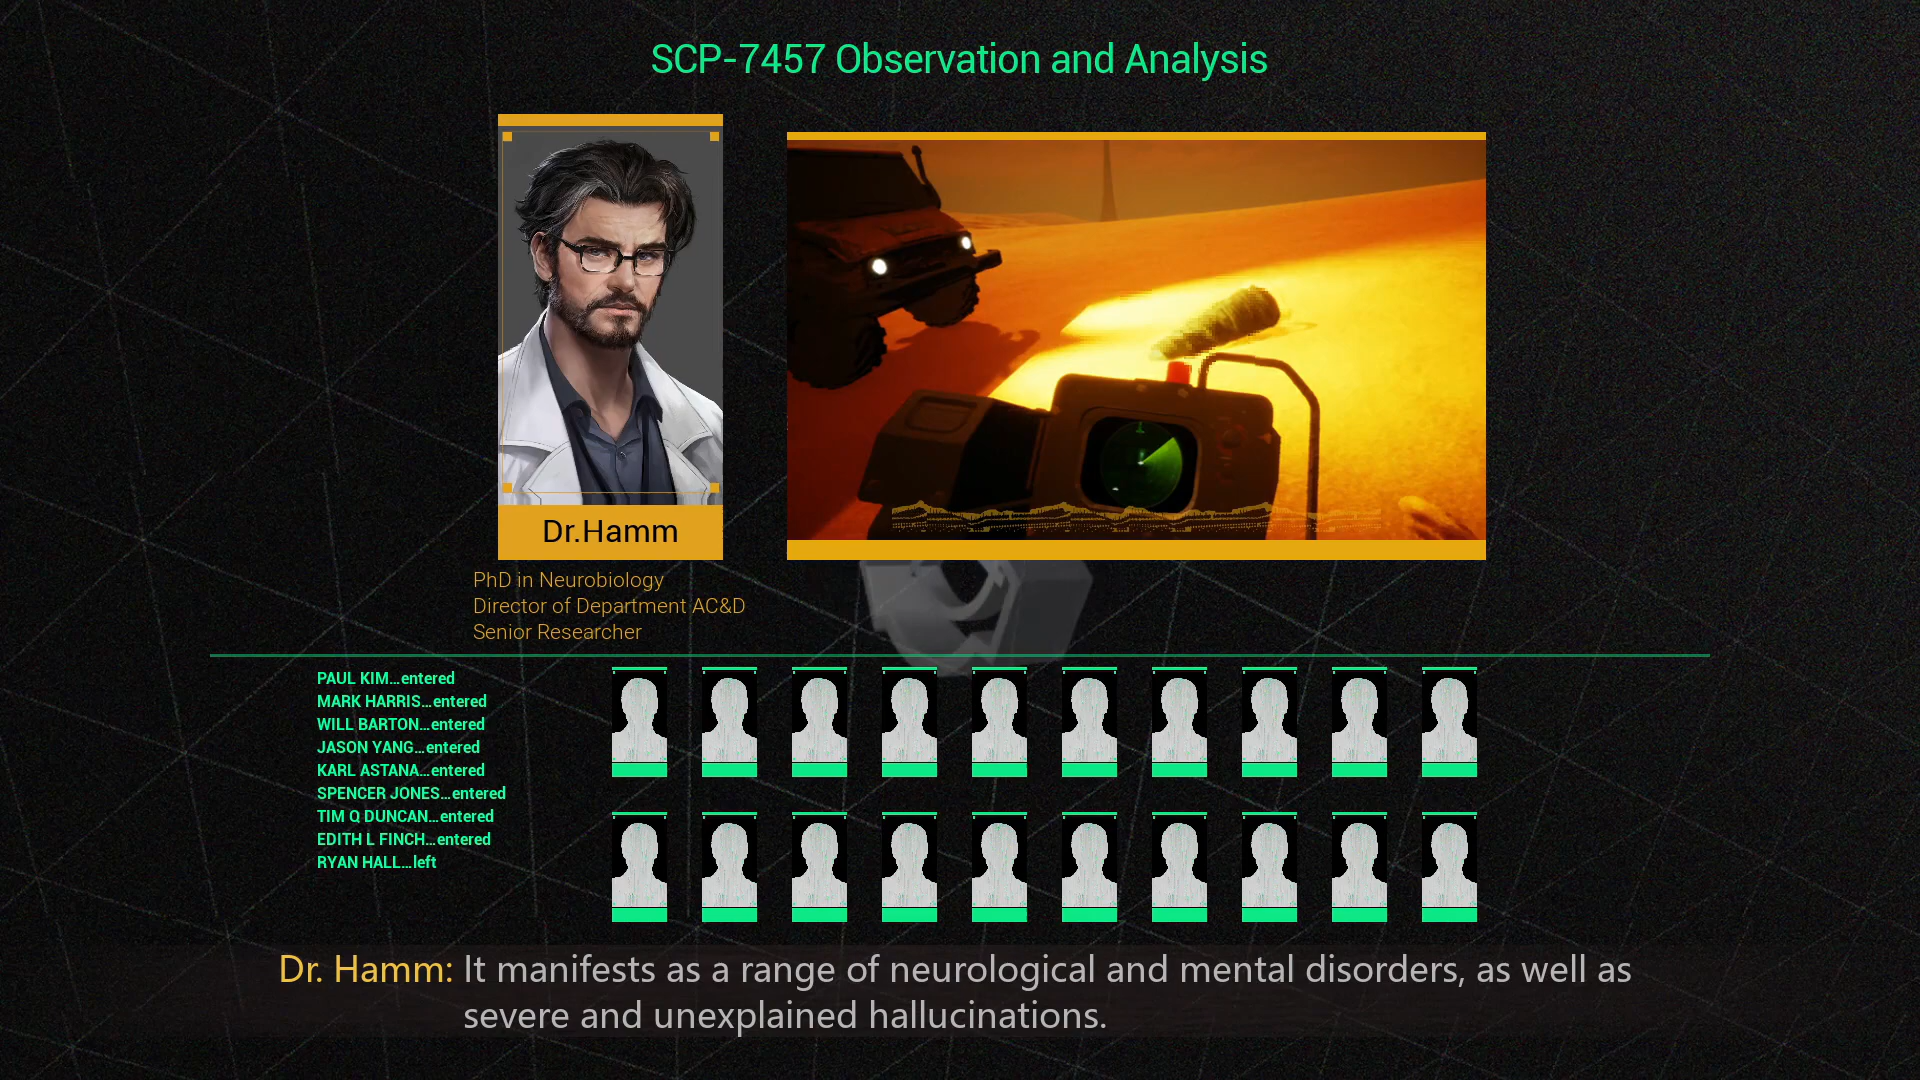 SCP-7457 Observation and Analysis
Dr.Hamm
PhD in Neurobiology
Director of Department AC&D
Senior Researcher
PAUL KIM...entered
MARK HARRIS...entered
WILL BARTON...entered
JASON YANG...entered
KARL ASTANA...entered
SPENCER JONES...entered
TIM Q DUNCAN...entered
EDITH L FINCH...entered
RYAN HALL...left
Dr. Hamm: It manifests as a range of neurological and mental disorders, as well as
severe and unexplained hallucinations.